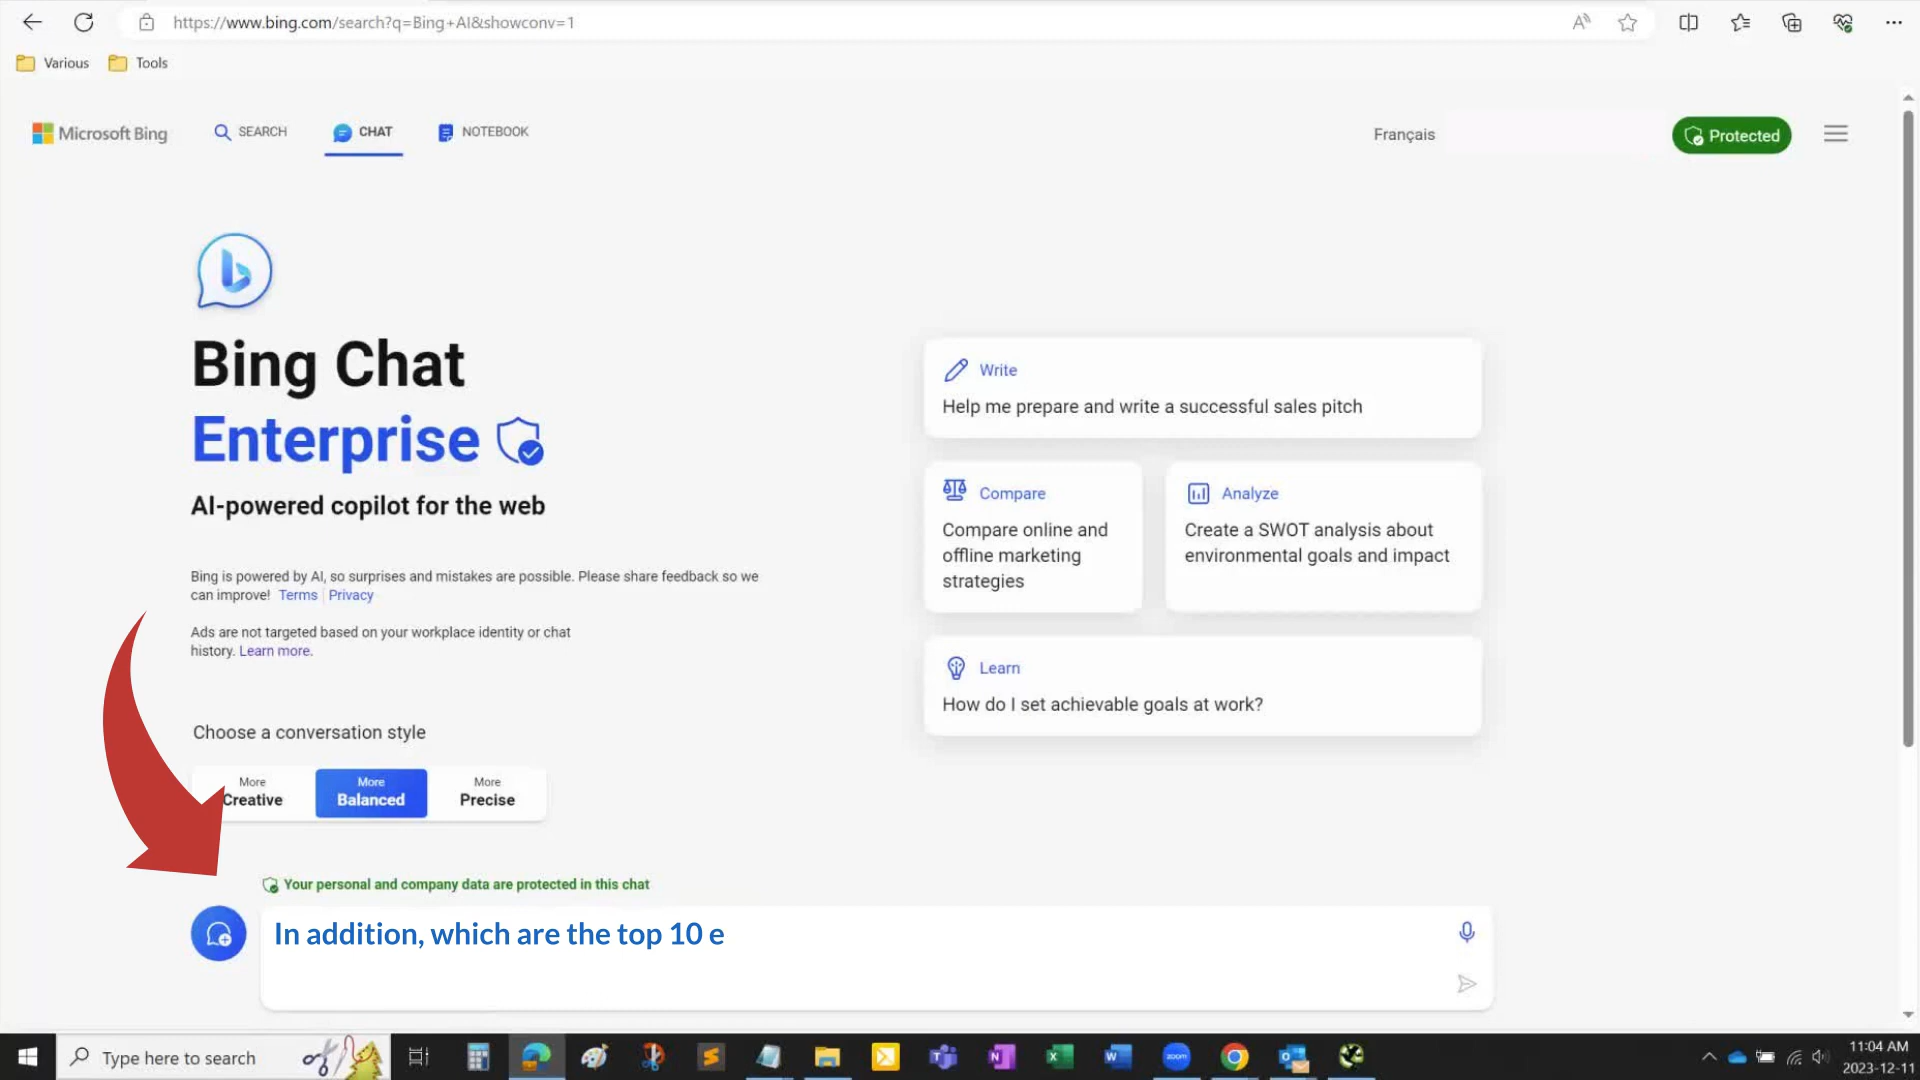 https://www.bing.com/search?q=Bing+AI&showconv=1
Various
Tools
Microsoft Bing
SEARCH
CHAT
NOTEBOOK
Français
Protected
Bing Chat
Enterprise
AI-powered copilot for the web
Bing is powered by AI, so surprises and mistakes are possible. Please share feedback so we
can improve! Terms Privacy
Ads are not targeted based on your workplace identity or chat
history. Learn more.
Write
Help me prepare and write a successful sales pitch
Compare
Compare online and
offline marketing
strategies
Analyze
Create a SWOT analysis about
environmental goals and impact
Learn
How do I set achievable goals at work?
Choose a conversation style
More
Creative
More
Balanced
More
Precise
Your personal and company data are protected in this chat
In addition, which are the top 10 e
Type here to search
zoom
11:04 AM
2023-12-11